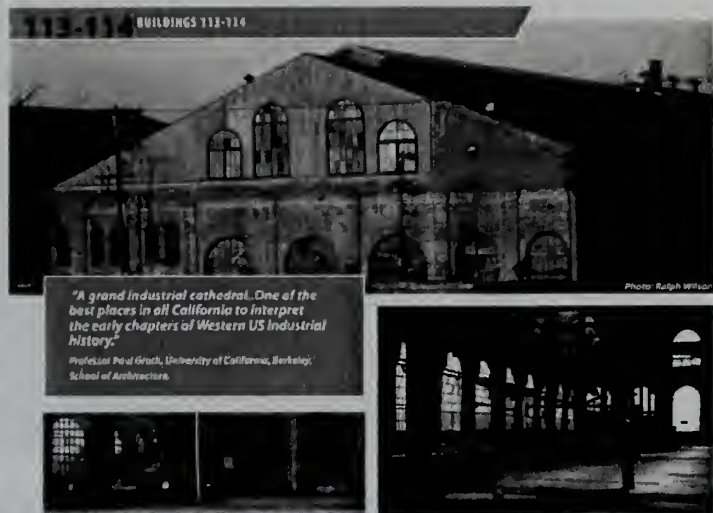 113-114 BUILDINGS 113-114
Photo: Ralph Wilson
"A grand industrial cathedral...One of the
best places in all California to interpret
the early chapters of Western US Industrial
history."
Professor Paul Groth, University of California, Berkeley,
School of Architecture